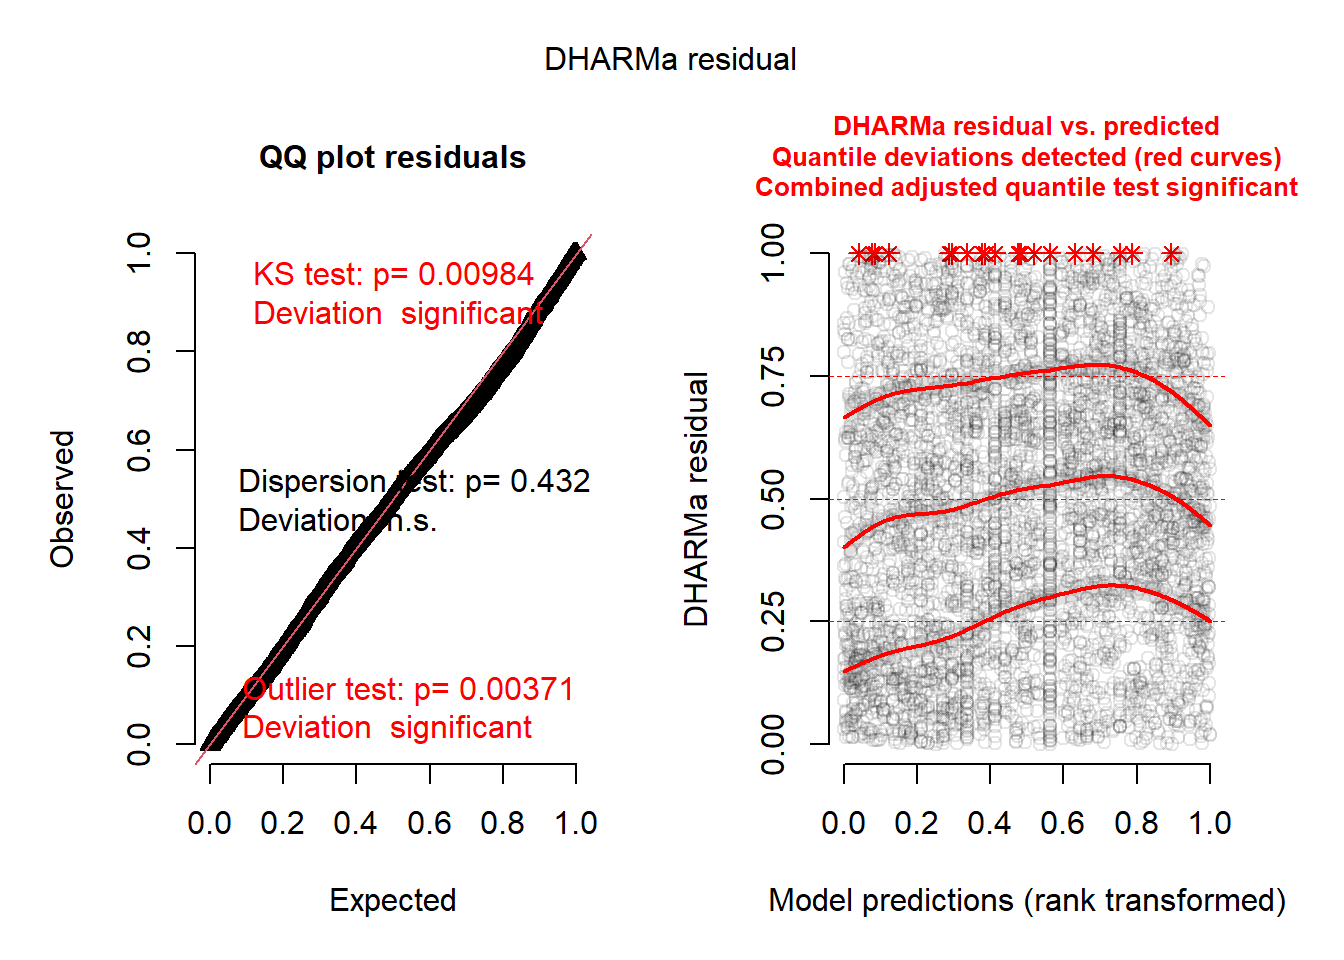 DHARMa residual
QQ plot residuals
KS test: p= 0.00984
Deviation  significant
Dispersion test: p= 0.432
Deviation n.s.
Outlier test: p= 0.00371
Deviation  significant
Observed
0.0 0.2 0.4 0.6 0.8 1.0
0.0 0.2 0.4 0.6 0.8 1.0
Expected
DHARMa residual vs. predicted
Quantile deviations detected (red curves)
Combined adjusted quantile test significant
DHARMa residual
0.00 0.25 0.50 0.75 1.00
0.0 0.2 0.4 0.6 0.8 1.0
Model predictions (rank transformed)